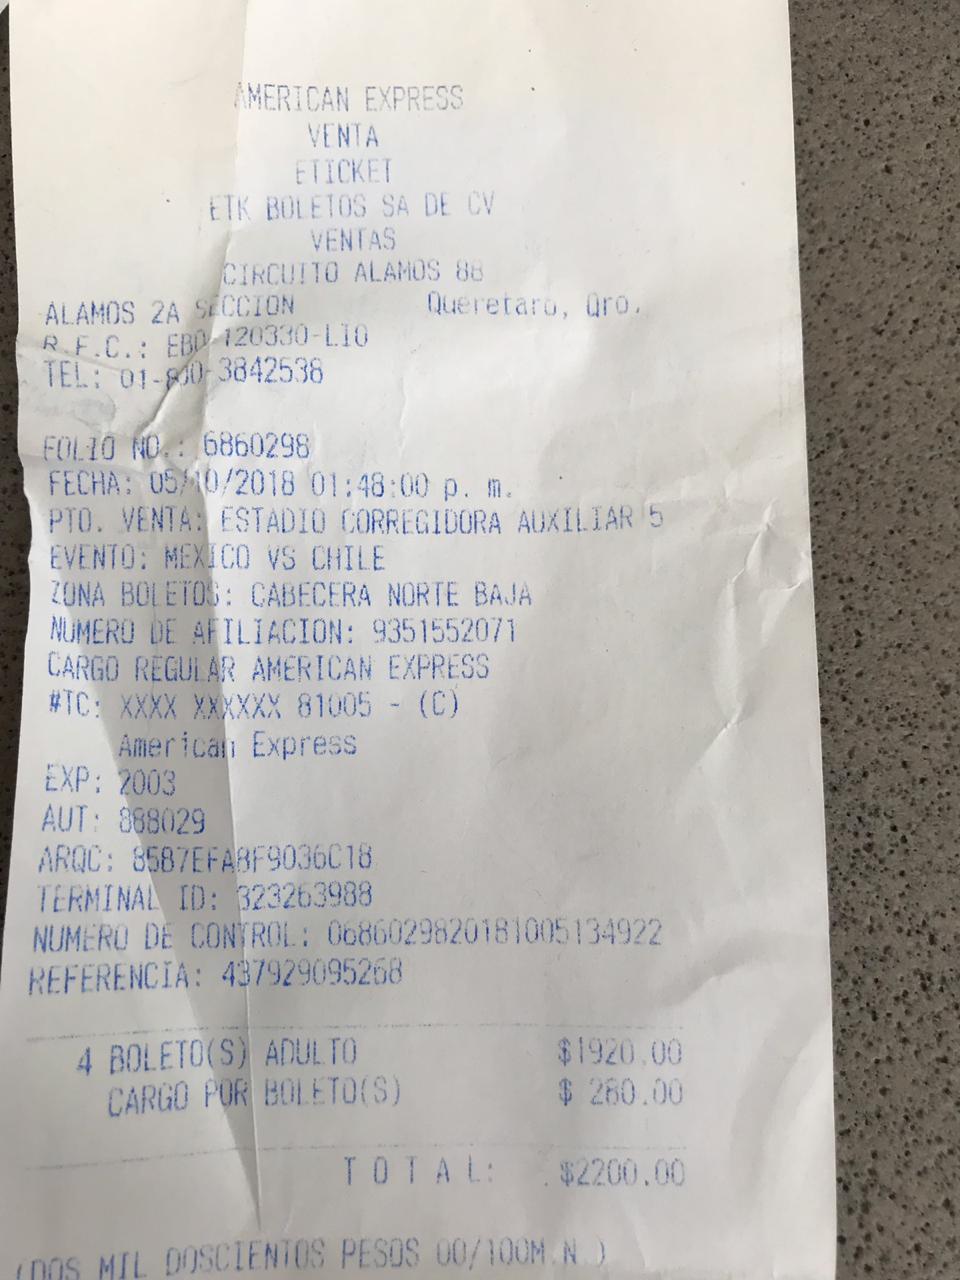 AMERICAN EXPRESS
VENTA
ETICKET
ETK BOLETOS SA DE CV
VENTAS
CIRCUITO ALAMOS 88
ALAMOS 2A SECCION Queretaro, Qro.
R.F.C.: EBO 120330-LI0
TEL: 01-800-3842538
FOLIO NO.: 6860298
FECHA: 05/10/2018 01:48:00 p. m.
PTO. VENTA: ESTADIO CORREGIDORA AUXILIAR 5
EVENTO: MEXICO VS CHILE
ZONA BOLETOS: CABECERA NORTE BAJA
NUMERO DE AFILIACION: 9351552071
CARGO REGULAR AMERICAN EXPRESS
#TC: XXXX XXXXXX 81005 - (C)
American Express
EXP: 2003
AUT: 888029
ARQC: 8587EFA8F9036C18
TERMINAL ID: 323263988
NUMERO DE CONTROL: 0686029820181005134922
REFERENCIA: 437929095268
4 BOLETO(S) ADULTO $1920.00
CARGO POR BOLETO(S) $ 280.00
T O T A L: $2200.00
(DOS MIL DOSCIENTOS PESOS 00/100M.N.)